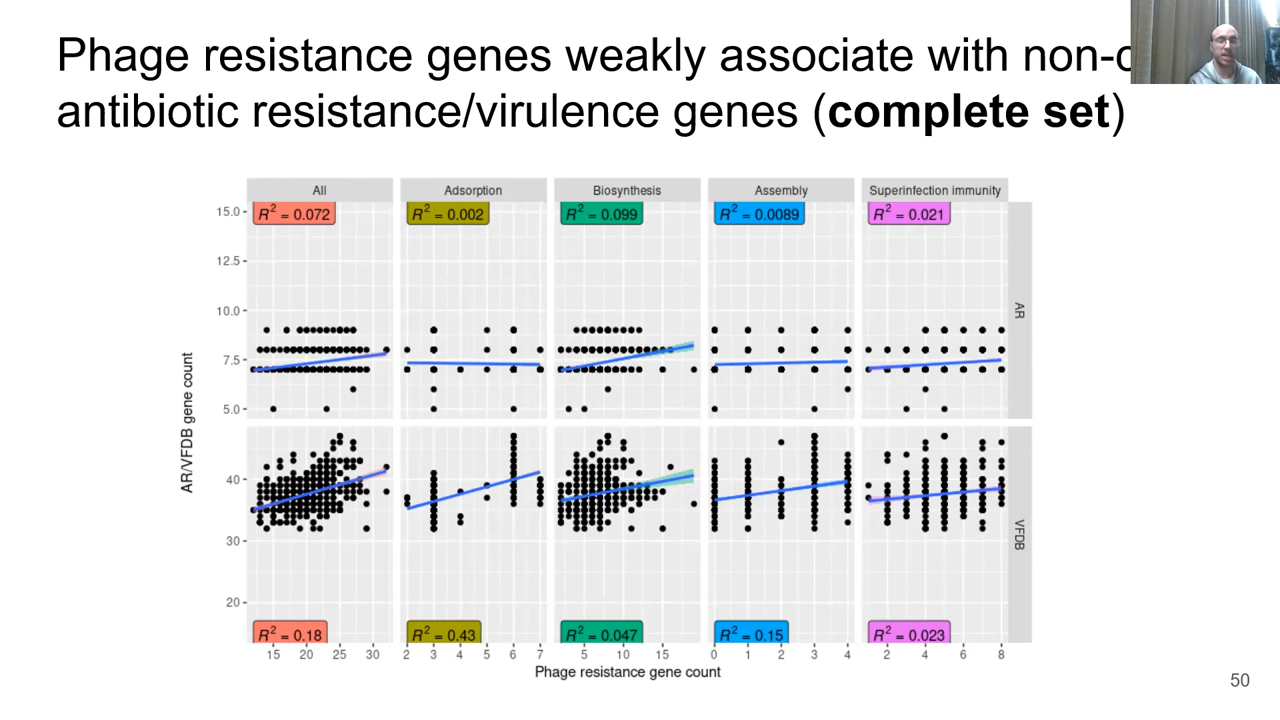 Phage resistance genes weakly associate with
antibiotic resistance/virulence genes (complete set)
All Adsorption Biosynthesis Assembly Superinfection immunity
R² = 0.072 R² = 0.002 R² = 0.099 R² = 0.0089 R² = 0.021
15.0
12.5
10.0
7.5
5.0
AR
AR/VFDB gene count
40
30
20
VFDB
R² = 0.18 R² = 0.43 R² = 0.047 R² = 0.15 R² = 0.023
15 20 25 30 2 3 4 5 6 7 5 10 15 0 1 2 3 4 2 4 6 8
Phage resistance gene count
50